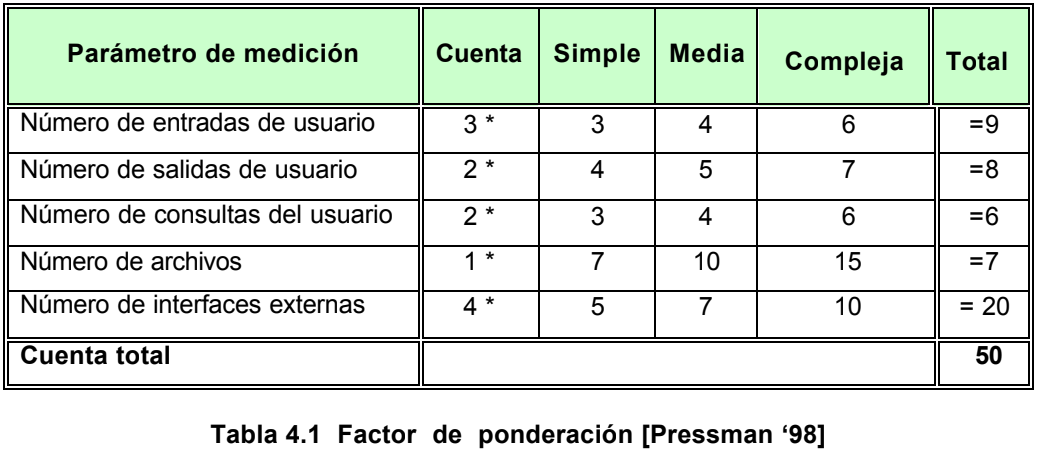 Parámetro de medición Cuenta Simple Media Compleja Total
Número de entradas de usuario 3 * 3 4 6 =9
Número de salidas de usuario 2 * 4 5 7 =8
Número de consultas del usuario 2 * 3 4 6 =6
Número de archivos 1 * 7 10 15 =7
Número de interfaces externas 4 * 5 7 10 = 20
Cuenta total 50
Tabla 4.1 Factor de ponderación [Pressman ‘98]